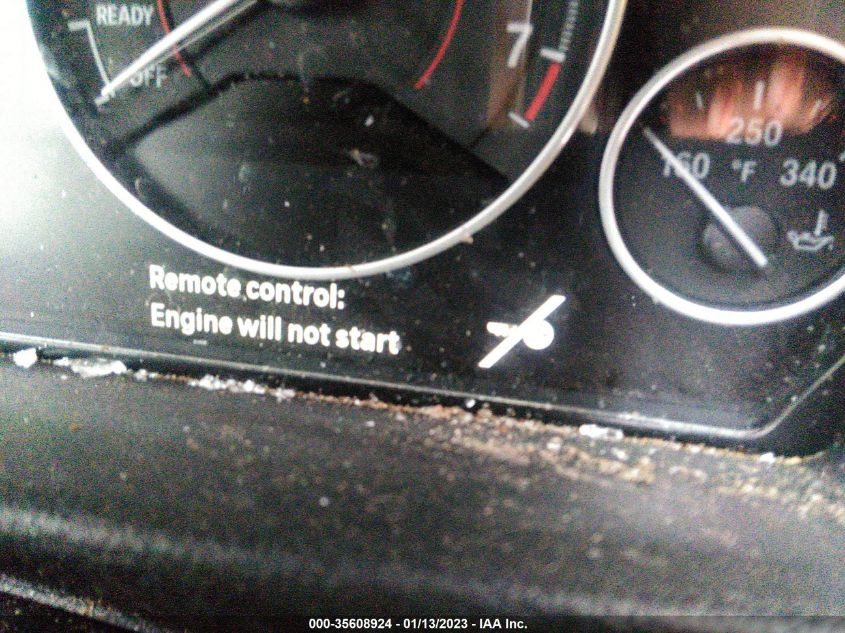 READY
OFF
7
250
160 °F 340
Remote control:
Engine will not start
000-35608924 - 01/13/2023 - IAA Inc.